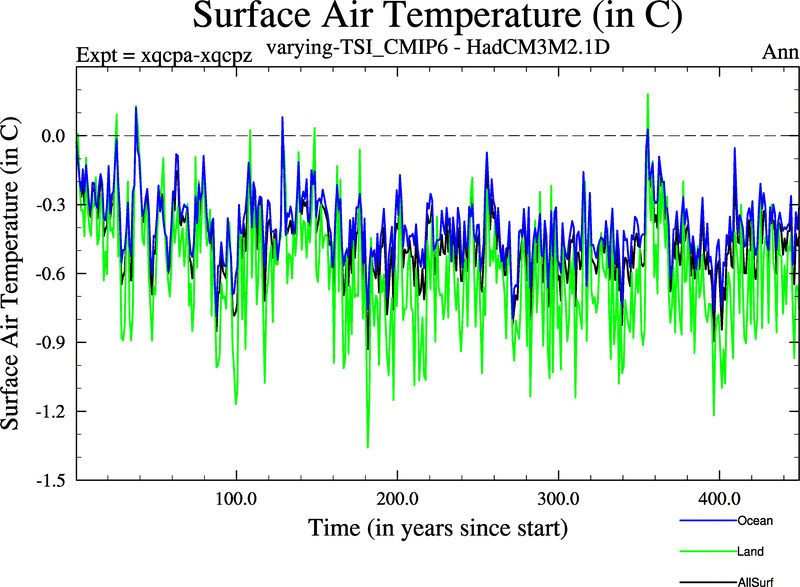 Surface Air Temperature (in C)
Expt = xqcpa-xqcpz varying-TSI_CMIP6 - HadCM3M2.1D Ann
Surface Air Temperature (in C)
0.0
-0.3
-0.6
-0.9
-1.2
-1.5
100.0 200.0 300.0 400.0
Time (in years since start)
Ocean
Land
AllSurf